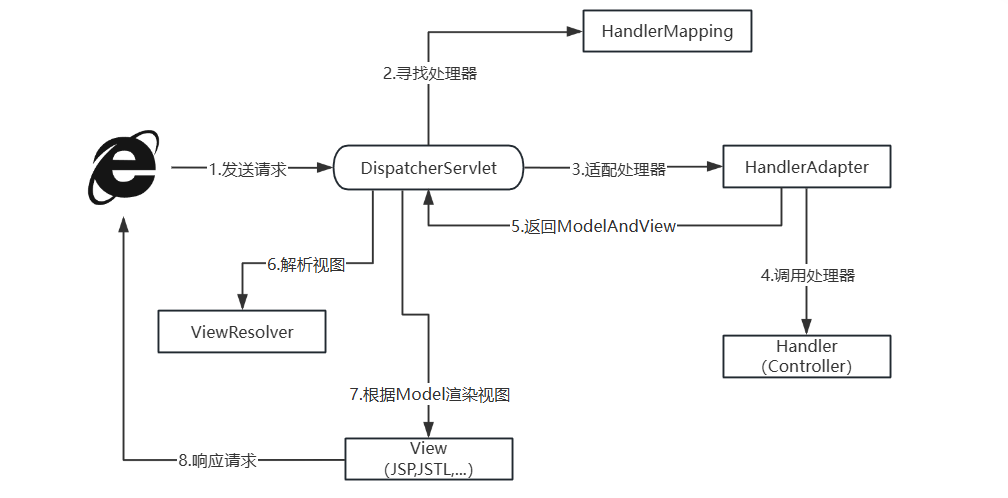 HandlerMapping
2.寻找处理器
1.发送请求
DispatcherServlet
3.适配处理器
HandlerAdapter
5.返回ModelAndView
6.解析视图
4.调用处理器
ViewResolver
Handler
（Controller）
7.根据Model渲染视图
View
（JSP,JSTL,...）
8.响应请求